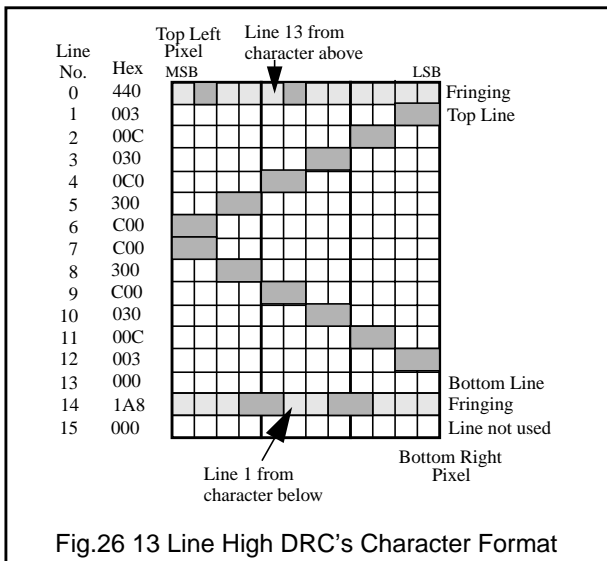 Top Left Line 13 from
Line Pixel character above
No. Hex MSB LSB
0 440 Fringing
1 003 Top Line
2 00C
3 030
4 0C0
5 300
6 C00
7 C00
8 300
9 C00
10 030
11 00C
12 003
13 000 Bottom Line
14 1A8 Fringing
15 000 Line not used
Line 1 from Bottom Right
character below Pixel
Fig.26 13 Line High DRC's Character Format